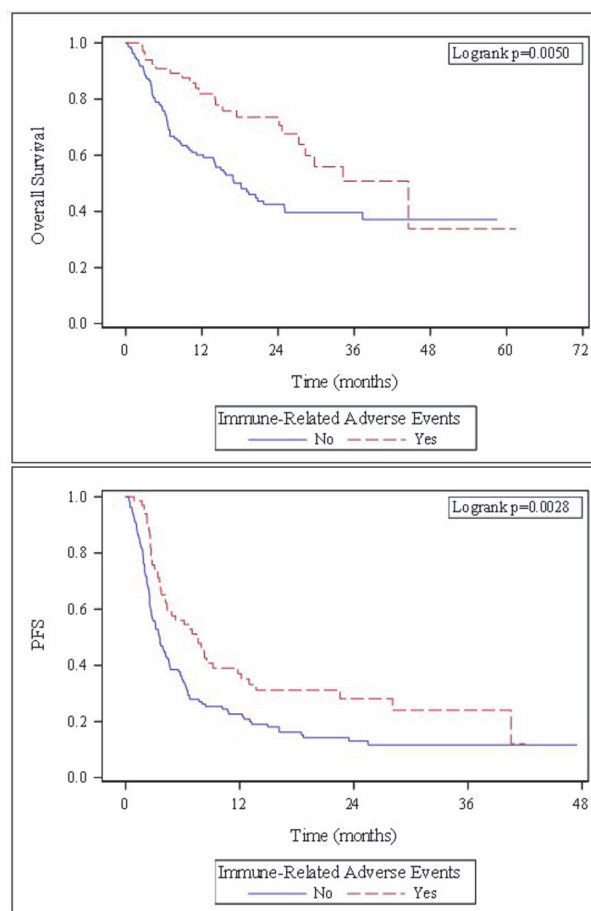 Logrank p=0.0050
1.0
0.8
0.6
0.4
0.2
0.0
Overall Survival
0 12 24 36 48 60 72
Time (months)
Immune-Related Adverse Events
No Yes
Logrank p=0.0028
1.0
0.8
0.6
0.4
0.2
0.0
PFS
0 12 24 36 48
Time (months)
Immune-Related Adverse Events
No Yes